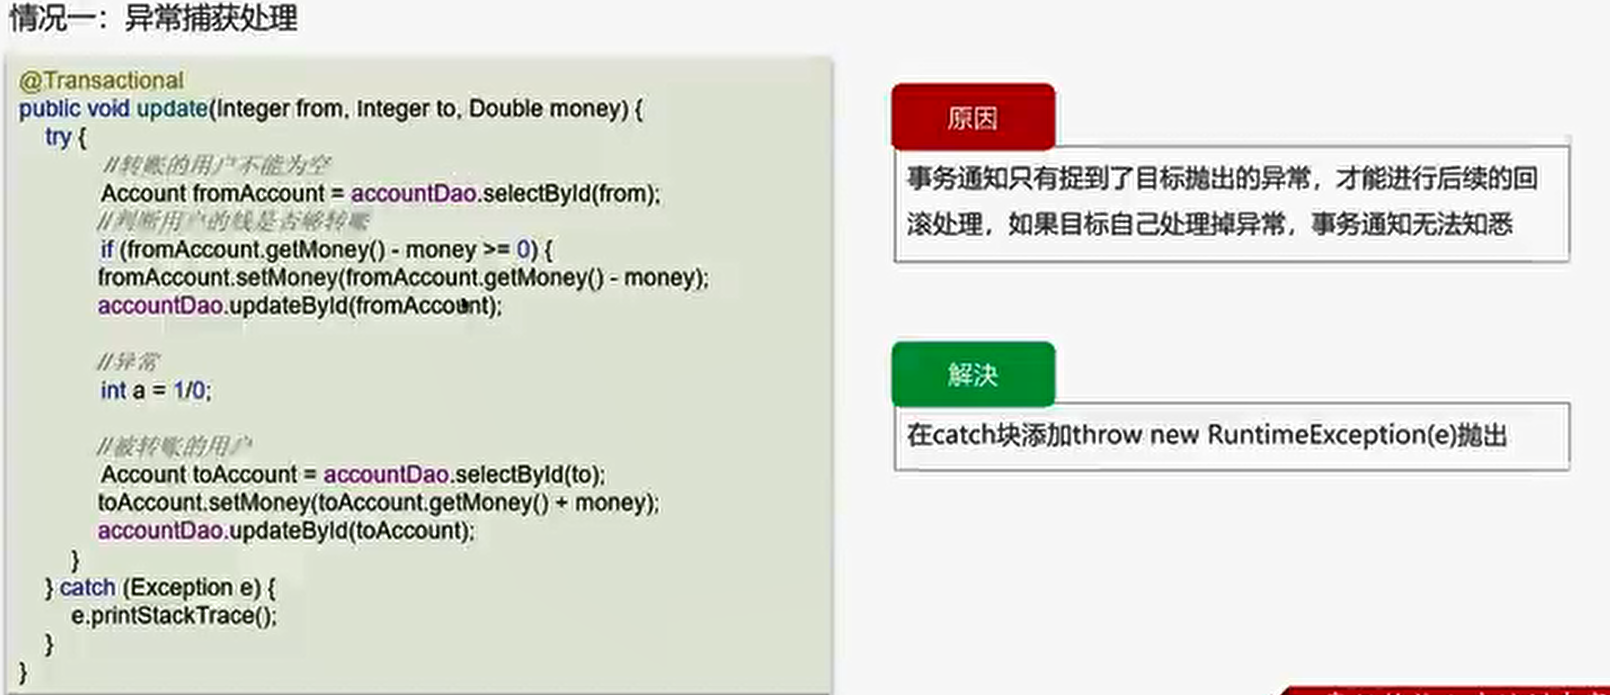 情况一：异常捕获处理
@Transactional
public void update(Integer from, Integer to, Double money) {
try {
//转账的用户不能为空
Account fromAccount = accountDao.selectById(from);
//判断用户的钱是否够转账
if (fromAccount.getMoney() - money >= 0) {
fromAccount.setMoney(fromAccount.getMoney() - money);
accountDao.updateById(fromAccount);
//异常
int a = 1/0;
//被转账的用户
Account toAccount = accountDao.selectById(to);
toAccount.setMoney(toAccount.getMoney() + money);
accountDao.updateById(toAccount);
}
} catch (Exception e) {
e.printStackTrace();
}
}
原因
事务通知只有捉到了目标抛出的异常，才能进行后续的回
滚处理，如果目标自己处理掉异常，事务通知无法知悉
解决
在catch块添加throw new RuntimeException(e)抛出